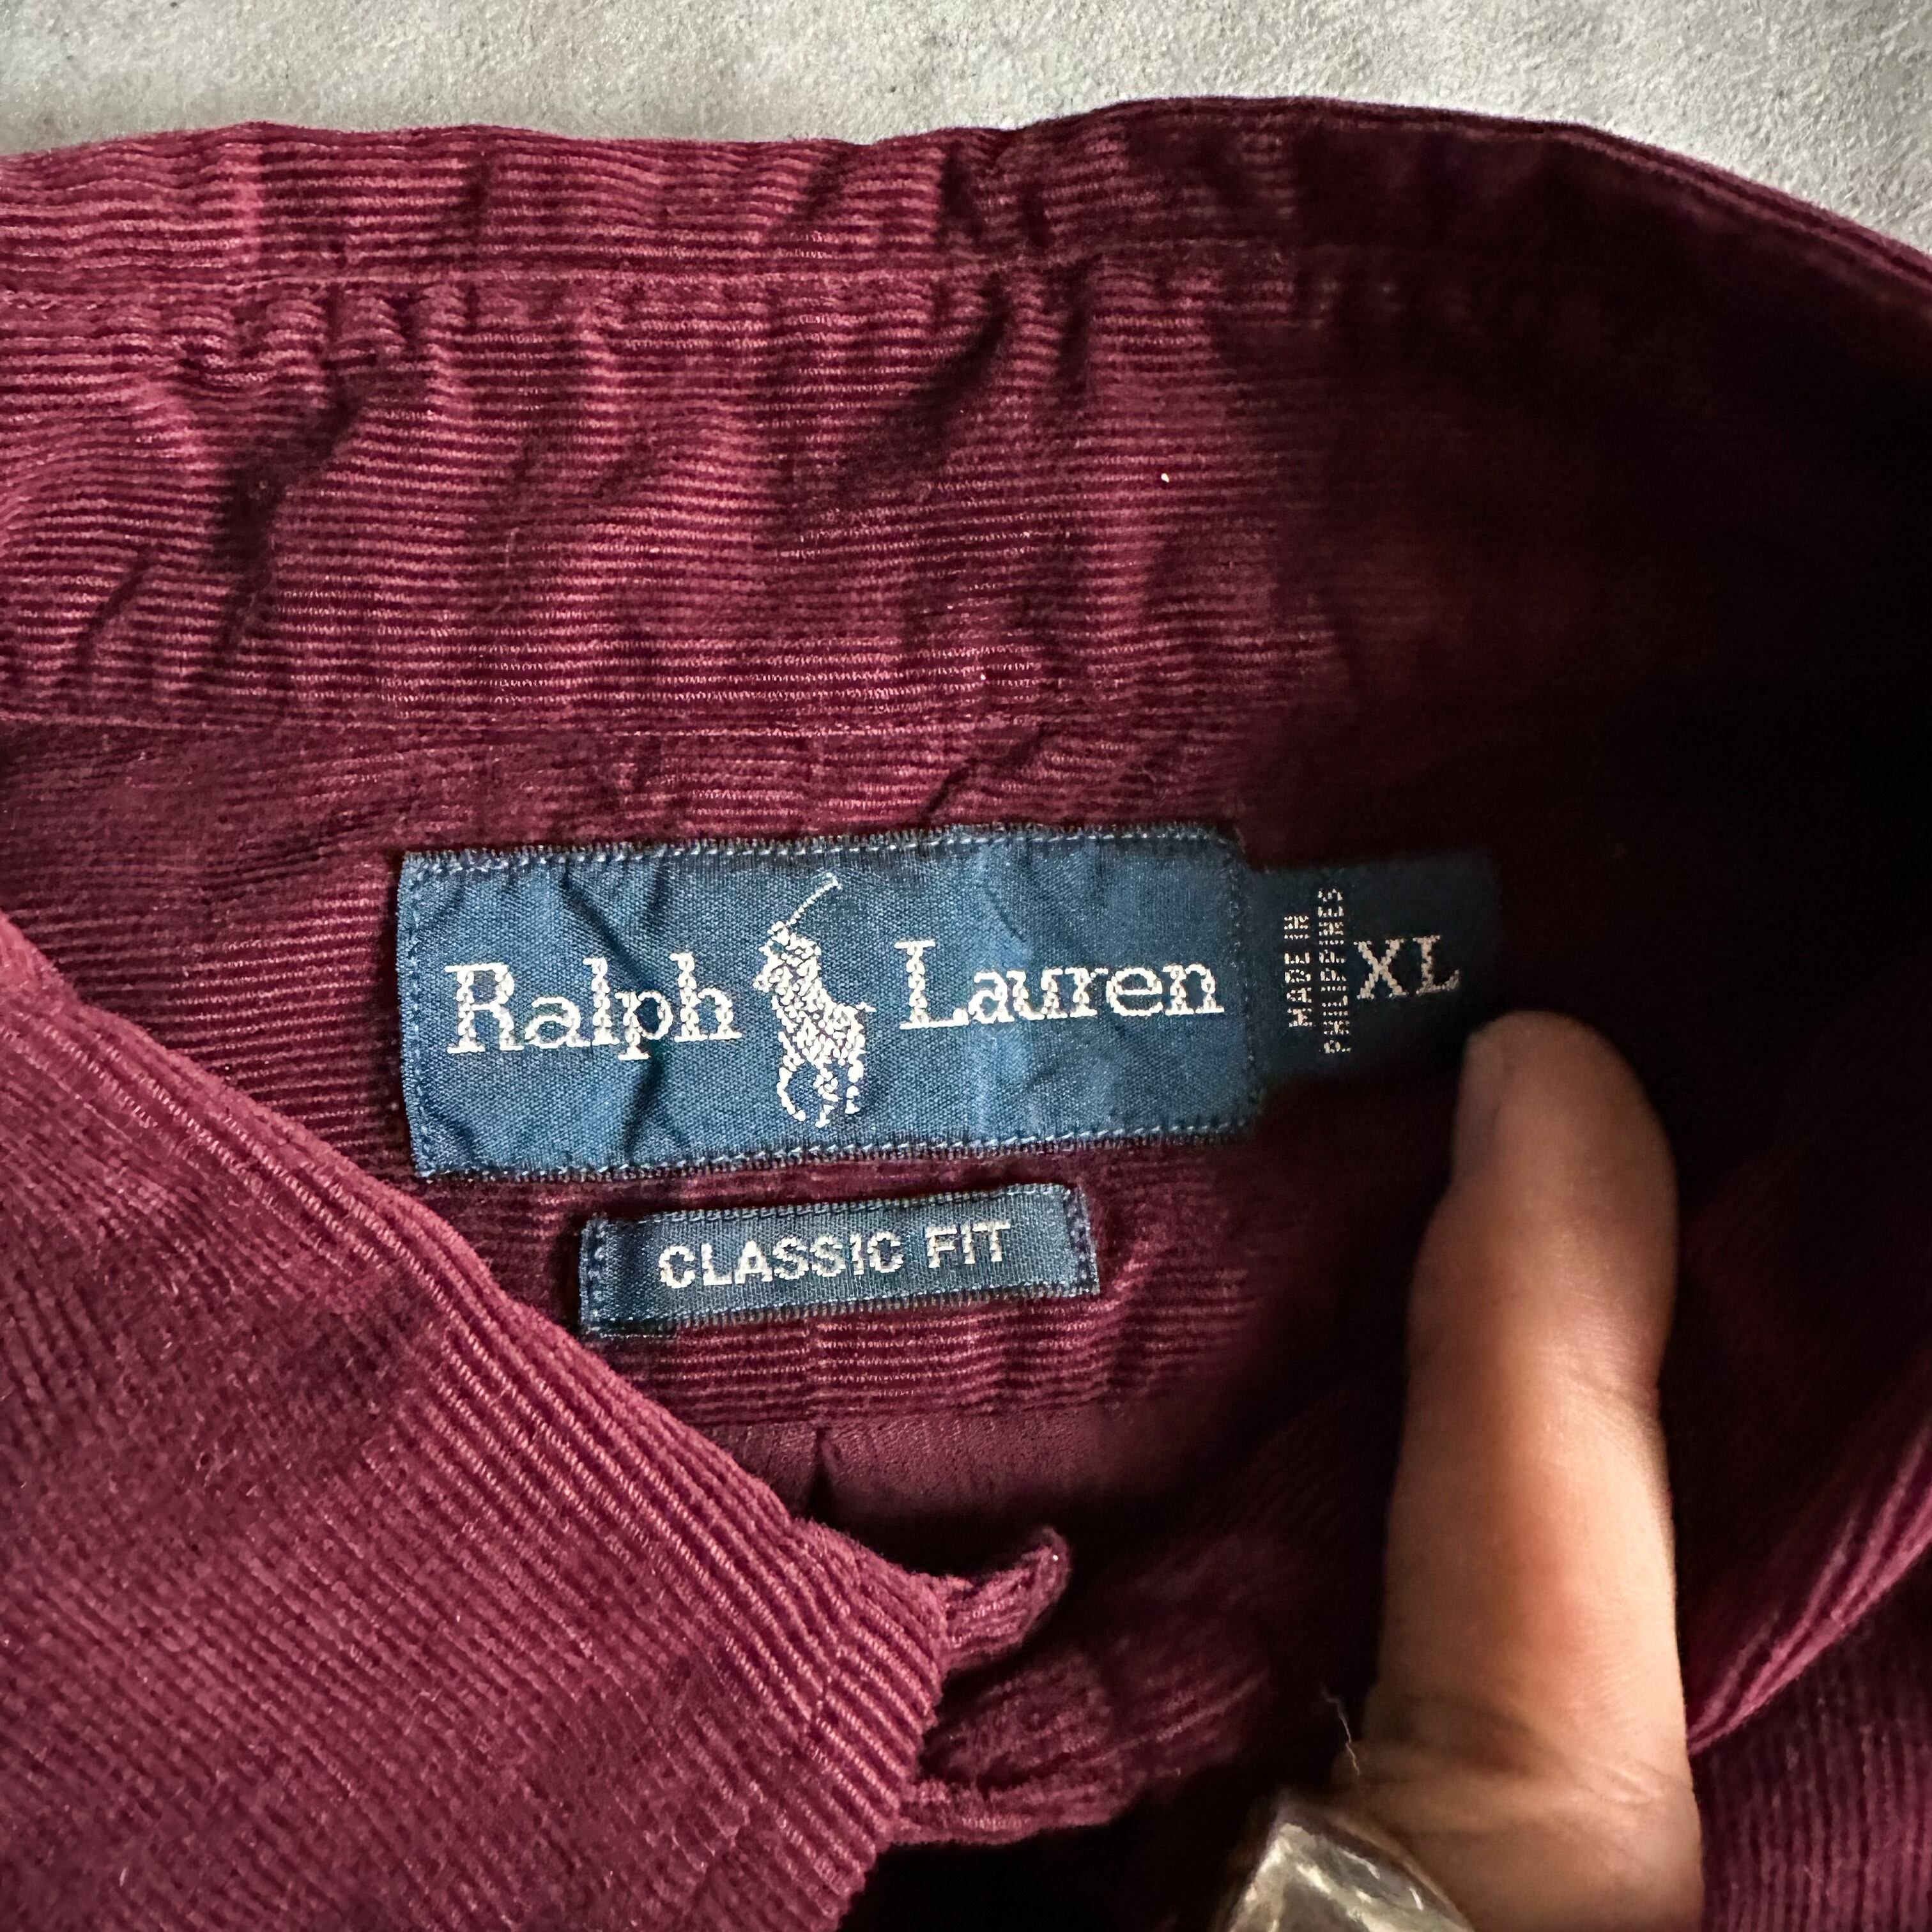 Ralph Lauren
MADE IN
PHILIPPINES
XL
CLASSIC FIT